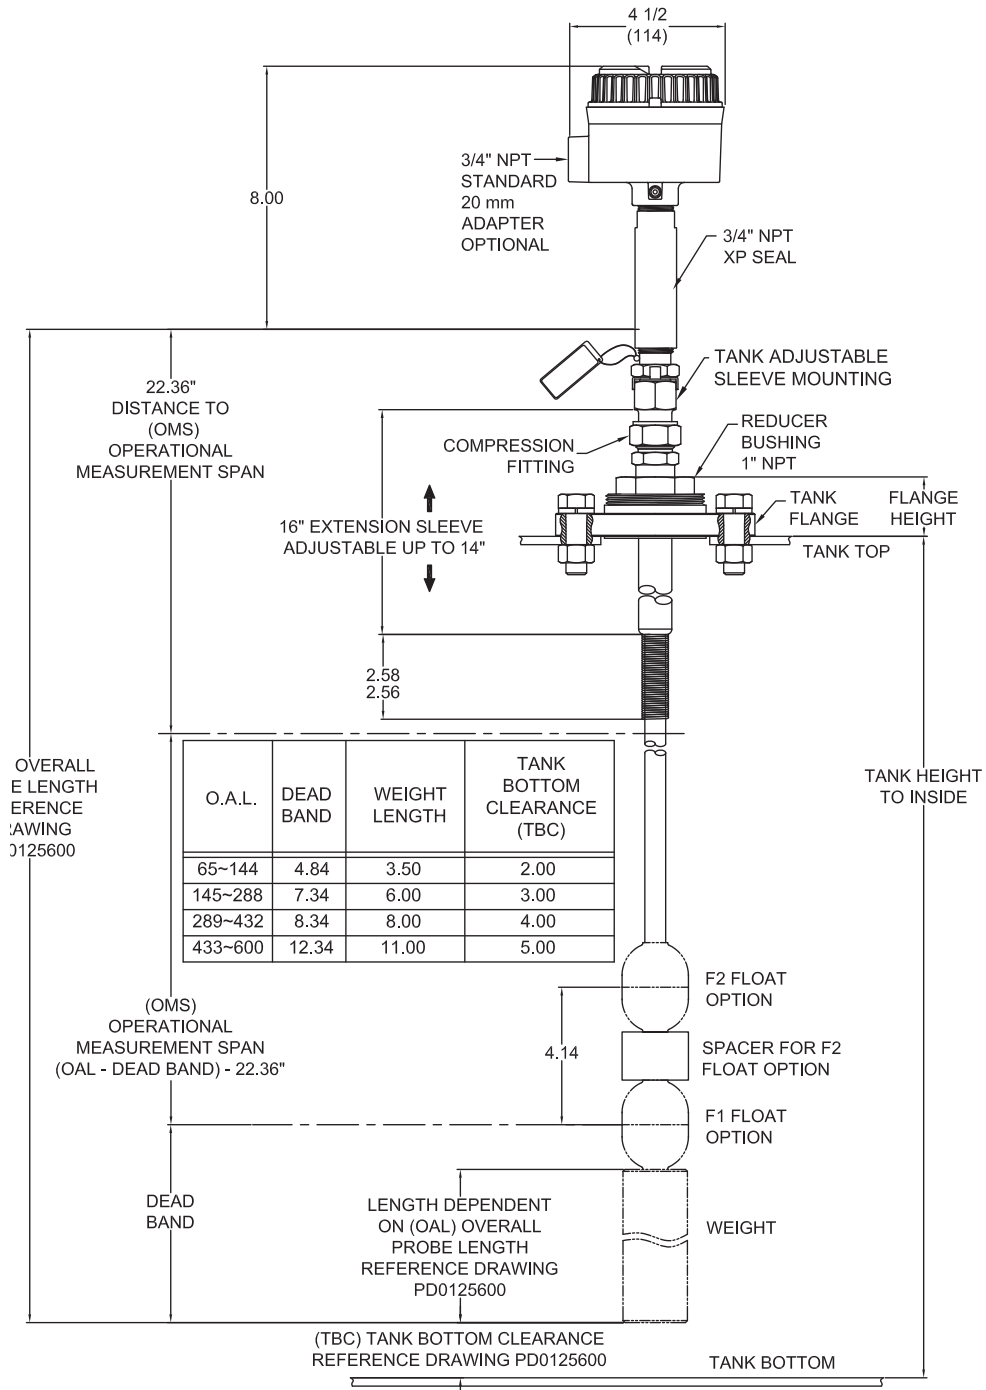 4 1/2
(114)
8.00
3/4" NPT
STANDARD
20 mm
ADAPTER
OPTIONAL
3/4" NPT
XP SEAL
22.36"
DISTANCE TO
(OMS)
OPERATIONAL
MEASUREMENT SPAN
TANK ADJUSTABLE
SLEEVE MOUNTING
COMPRESSION
FITTING
REDUCER
BUSHING
1" NPT
16" EXTENSION SLEEVE
ADJUSTABLE UP TO 14"
TANK
FLANGE
FLANGE
HEIGHT
TANK TOP
2.58
2.56
OVERALL
E LENGTH
ERENCE
AWING
0125600
O.A.L. DEAD BAND WEIGHT LENGTH TANK BOTTOM CLEARANCE (TBC)
65~144 4.84 3.50 2.00
145~288 7.34 6.00 3.00
289~432 8.34 8.00 4.00
433~600 12.34 11.00 5.00
TANK HEIGHT
TO INSIDE
(OMS)
OPERATIONAL
MEASUREMENT SPAN
(OAL - DEAD BAND) - 22.36"
F2 FLOAT
OPTION
4.14
SPACER FOR F2
FLOAT OPTION
F1 FLOAT
OPTION
DEAD
BAND
LENGTH DEPENDENT
ON (OAL) OVERALL
PROBE LENGTH
REFERENCE DRAWING
PD0125600
WEIGHT
(TBC) TANK BOTTOM CLEARANCE
REFERENCE DRAWING PD0125600
TANK BOTTOM